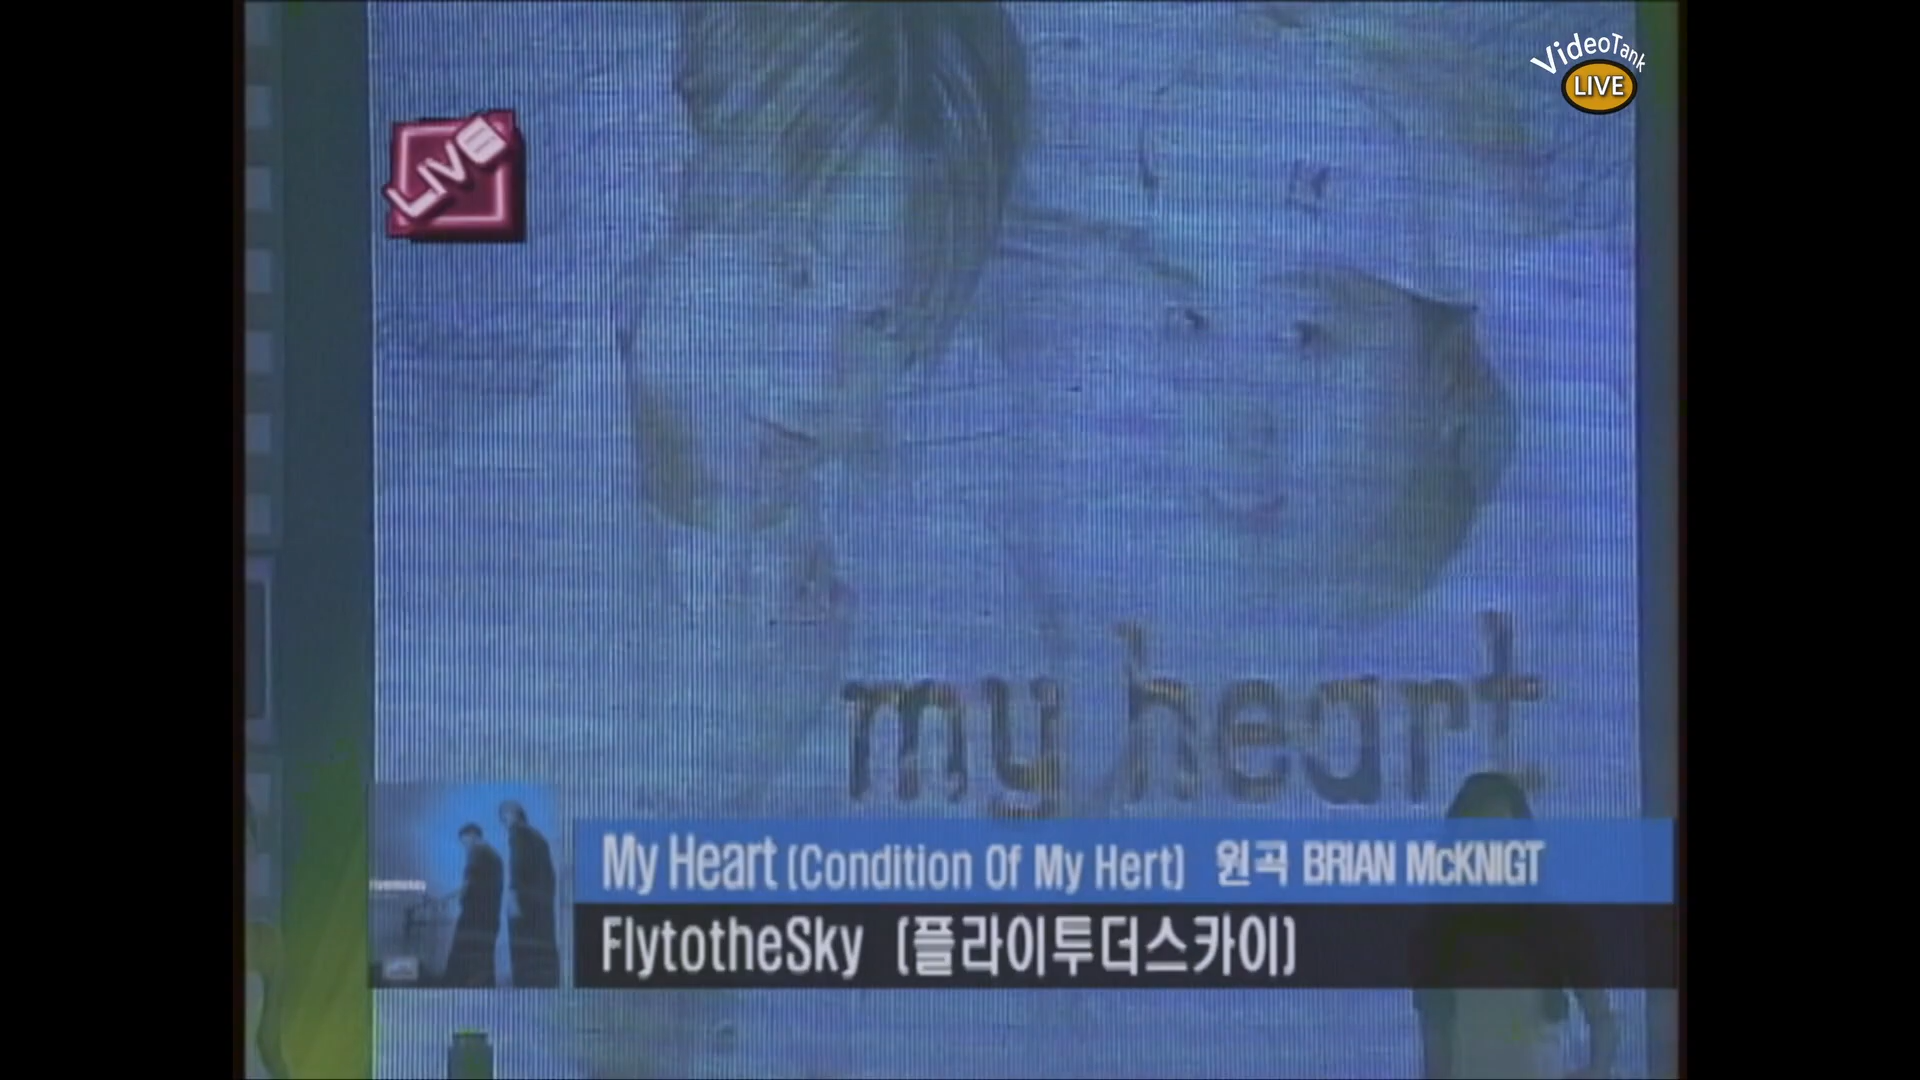 VideoTank
LIVE
LIVE
my heart
My Heart (Condition Of My Hert) 원곡 BRIAN McKNIGT
FlytotheSky (플라이투더스카이)